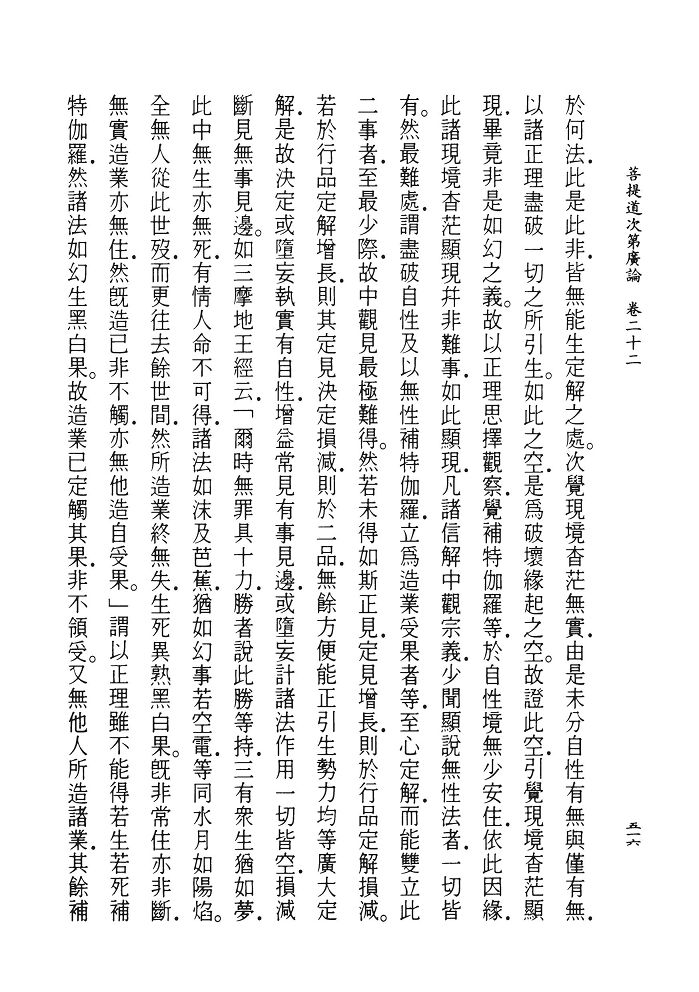 菩提道次第廣論　卷二十二
五一六
於何法．此是此非．皆無能生定解之處。次覺現境杳茫無實．由是未分自性有無與僅有無．
以諸正理盡破一切之所引生。如此之空．是爲破壞緣起之空。故證此空．引覺現境杳茫顯
現．畢竟非是如幻之義。故以正理思擇觀察．覺補特伽羅等．於自性境無少安住．依此因緣．
此諸現境杳茫顯現幷非難事．如此顯現．凡諸信解中觀宗義．少聞顯說無性法者．一切皆
有。然最難處．謂盡破自性及以無性補特伽羅．立爲造業受果者等．至心定解．而能雙立此
二事者．至最少際．故中觀見最極難得。然若未得如斯正見．定見增長．則於行品定解損減。
若於行品定解增長．則其定見決定損減．則於二品．無餘方便能正引生勢力均等廣大定
解．是故決定或墮妄執實有自性．增益常見有事見邊．或墮妄計諸法作用一切皆空．損減
斷見無事見邊。如三摩地王經云．「爾時無罪具十力．勝者說此勝等持．三有衆生猶如夢．
此中無生亦無死．有情人命不可得．諸法如沫及芭蕉．猶如幻事若空電．等同水月如陽焰。
全無人從此世歿．而更往去餘世間．然所造業終無失．生死異熟黑白果。旣非常住亦非斷．
無實造業亦無住．然旣造已非不觸．亦無他造自受果。」謂以正理雖不能得若生若死補
特伽羅．然諸法如幻生黑白果。故造業已定觸其果．非不領受。又無他人所造諸業．其餘補